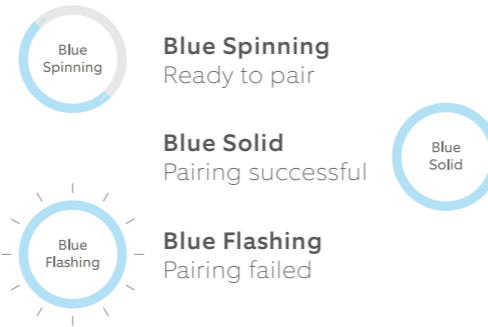 Blue
Spinning
Blue Spinning
Ready to pair
Blue Solid
Pairing successful
Blue
Solid
Blue
Flashing
Blue Flashing
Pairing failed